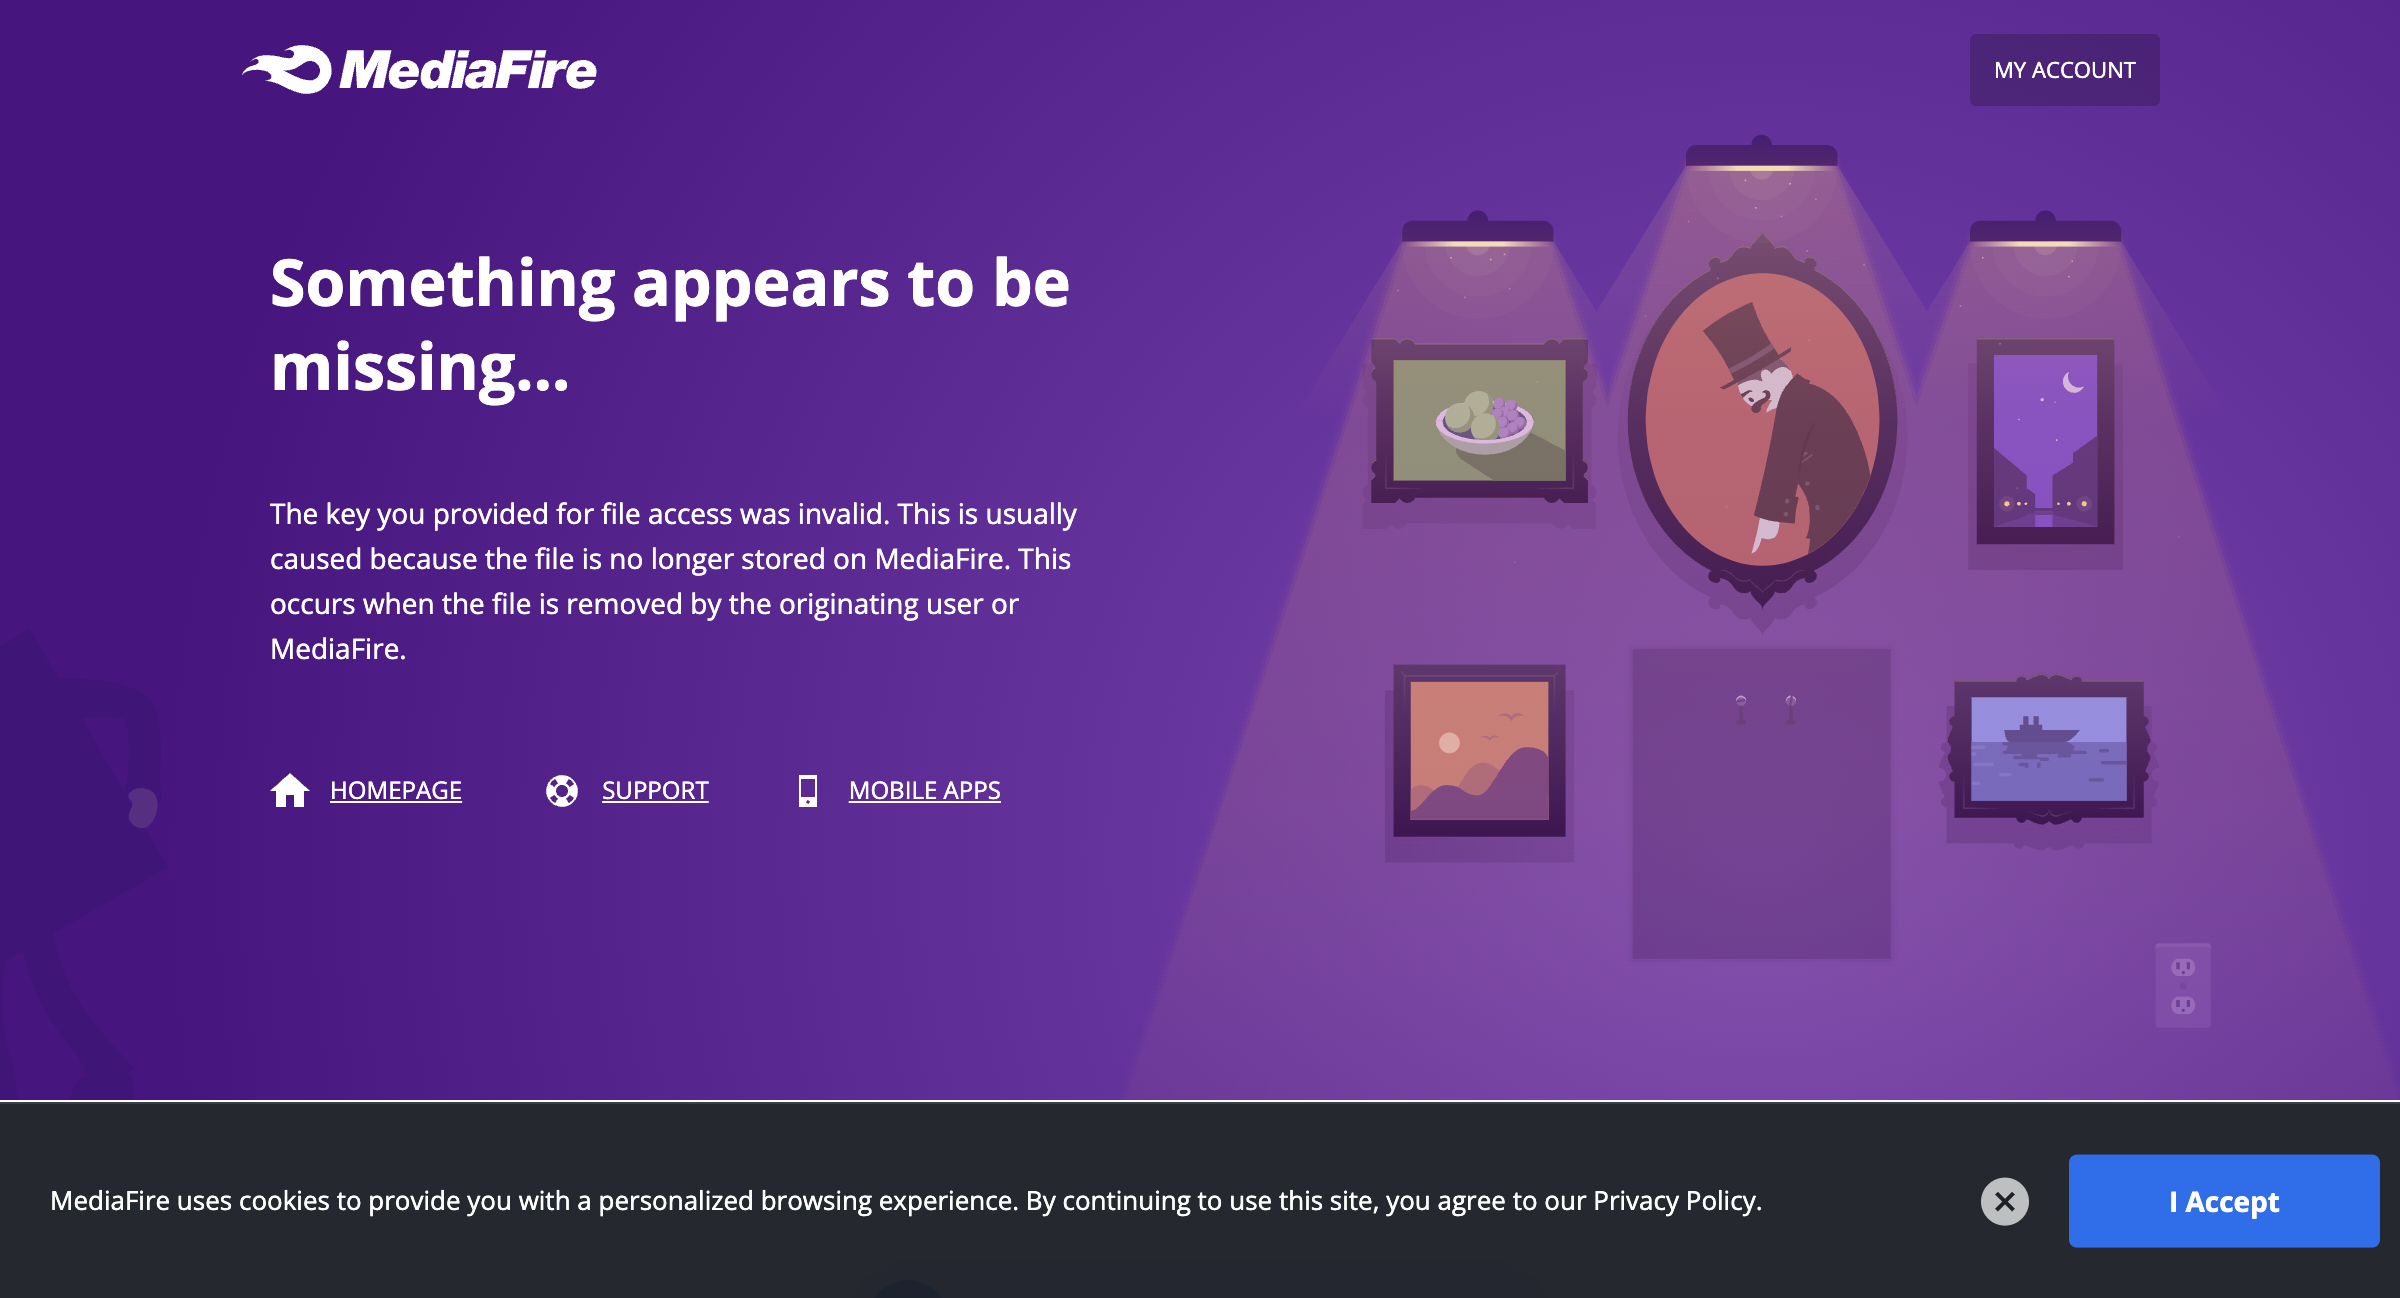 MediaFire
MY ACCOUNT
Something appears to be
missing...
The key you provided for file access was invalid. This is usually
caused because the file is no longer stored on MediaFire. This
occurs when the file is removed by the originating user or
MediaFire.
HOMEPAGE
SUPPORT
MOBILE APPS
MediaFire uses cookies to provide you with a personalized browsing experience. By continuing to use this site, you agree to our Privacy Policy.
I Accept